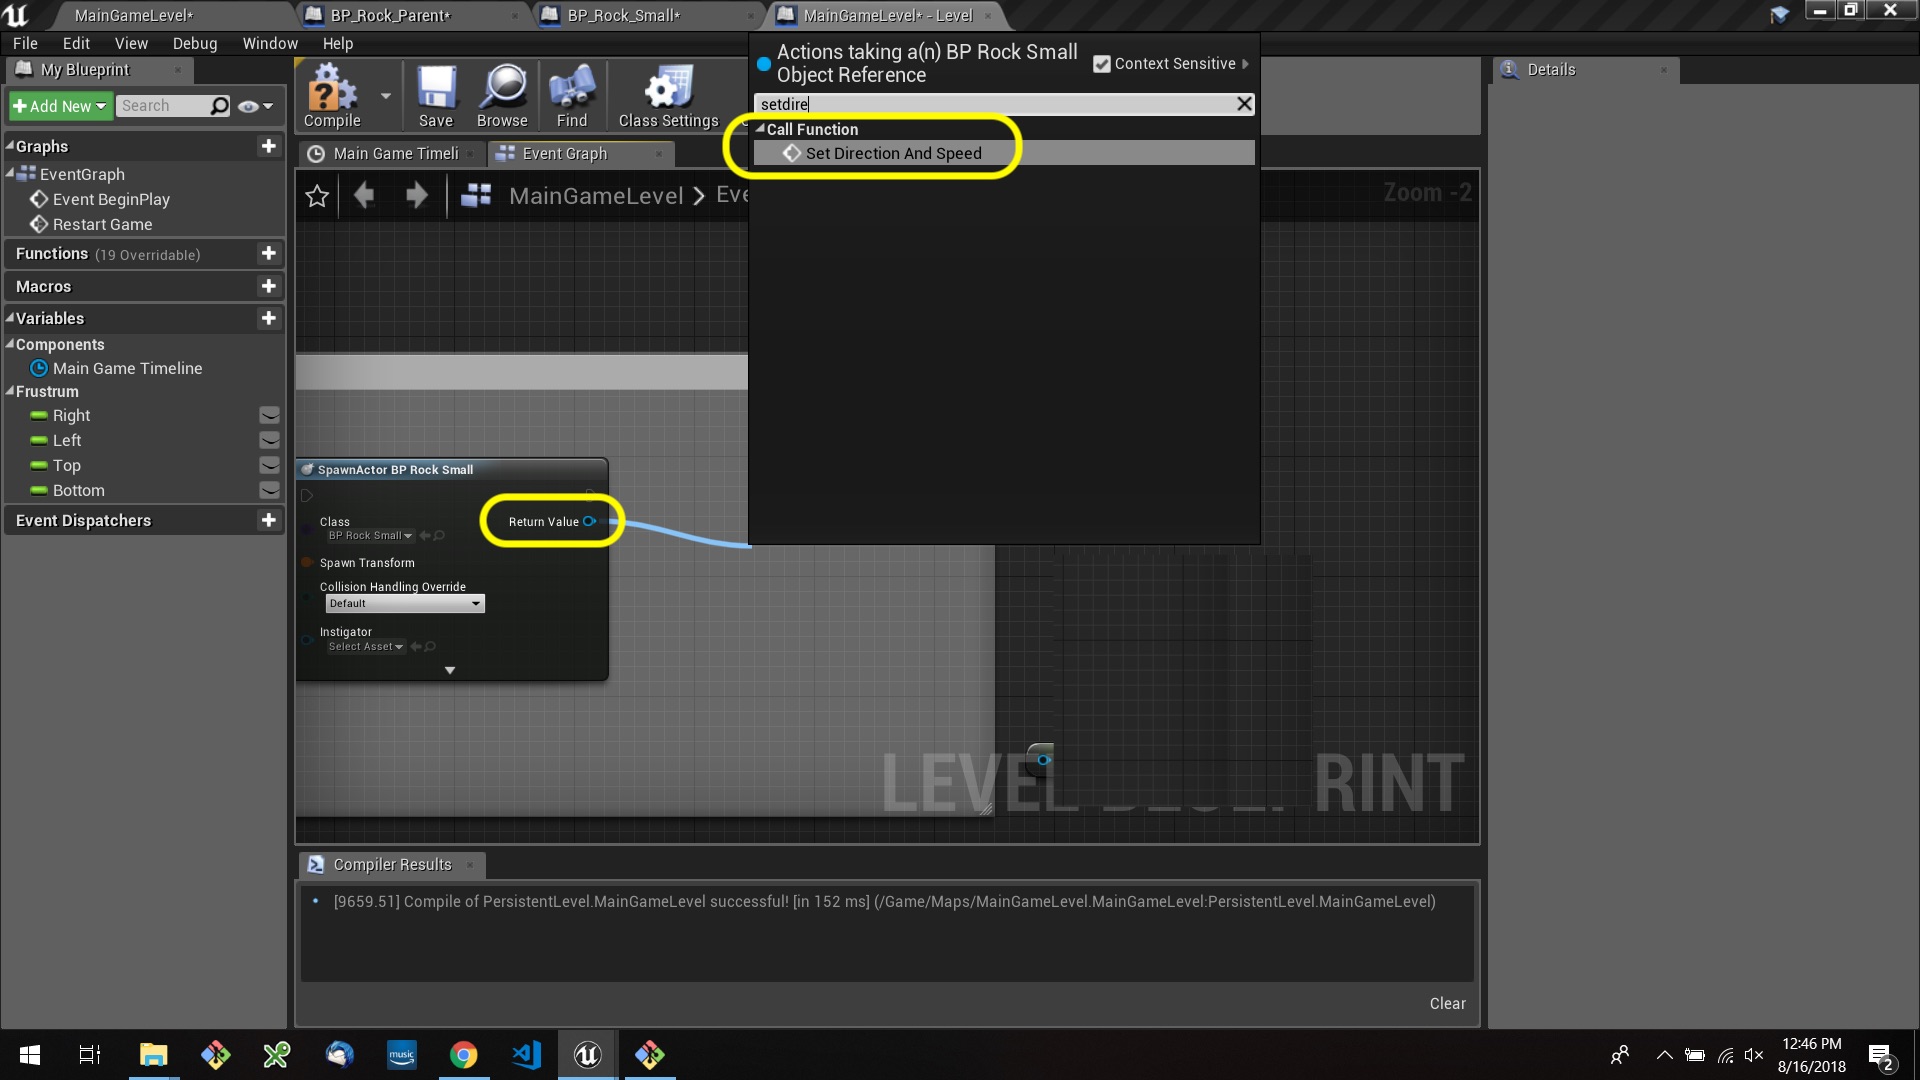 MainGameLevel*
BP_Rock_Parent*
BP_Rock_Small*
MainGameLevel* - Level
File Edit View Debug Window Help
My Blueprint
Add New
Search
Graphs
EventGraph
Event BeginPlay
Restart Game
Functions (19 Overridable)
Macros
Variables
Components
Main Game Timeline
Frustrum
Right
Left
Top
Bottom
Event Dispatchers
Compile
Save
Browse
Find
Class Settings
Main Game Timeli
Event Graph
MainGameLevel > Eve
Zoom -2
Actions taking a(n) BP Rock Small
Object Reference
Context Sensitive
setdire
Call Function
Set Direction And Speed
SpawnActor BP Rock Small
Class
BP Rock Small
Return Value
Spawn Transform
Collision Handling Override
Default
Instigator
Select Asset
Compiler Results
[9659.51] Compile of PersistentLevel.MainGameLevel successful! [in 152 ms] (/Game/Maps/MainGameLevel.MainGameLevel:PersistentLevel.MainGameLevel)
Clear
Details
music
12:46 PM
8/16/2018
2